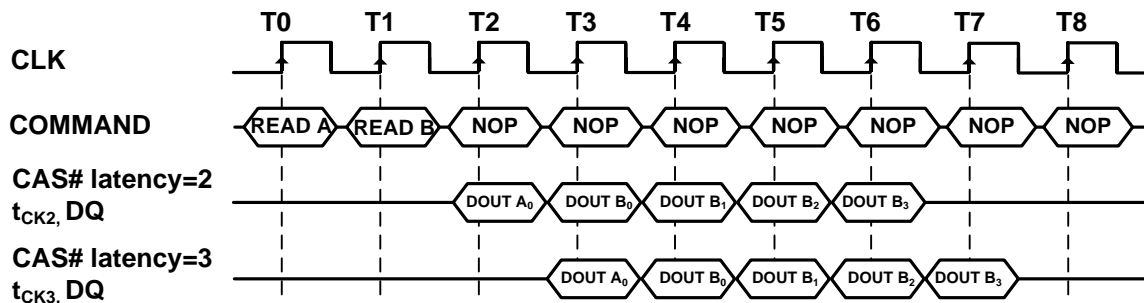 T0 T1 T2 T3 T4 T5 T6 T7 T8
CLK
COMMAND READ A READ B NOP NOP NOP NOP NOP NOP NOP
CAS# latency=2
tCK2, DQ DOUT A0 DOUT B0 DOUT B1 DOUT B2 DOUT B3
CAS# latency=3
tCK3, DQ DOUT A0 DOUT B0 DOUT B1 DOUT B2 DOUT B3